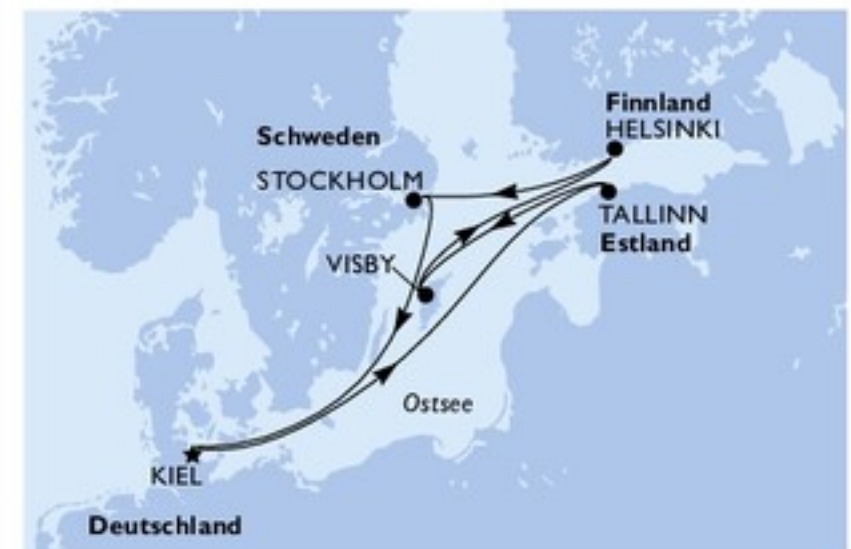 Finnland
HELSINKI
Schweden
STOCKHOLM
TALLINN
Estland
VISBY
Ostsee
KIEL
Deutschland